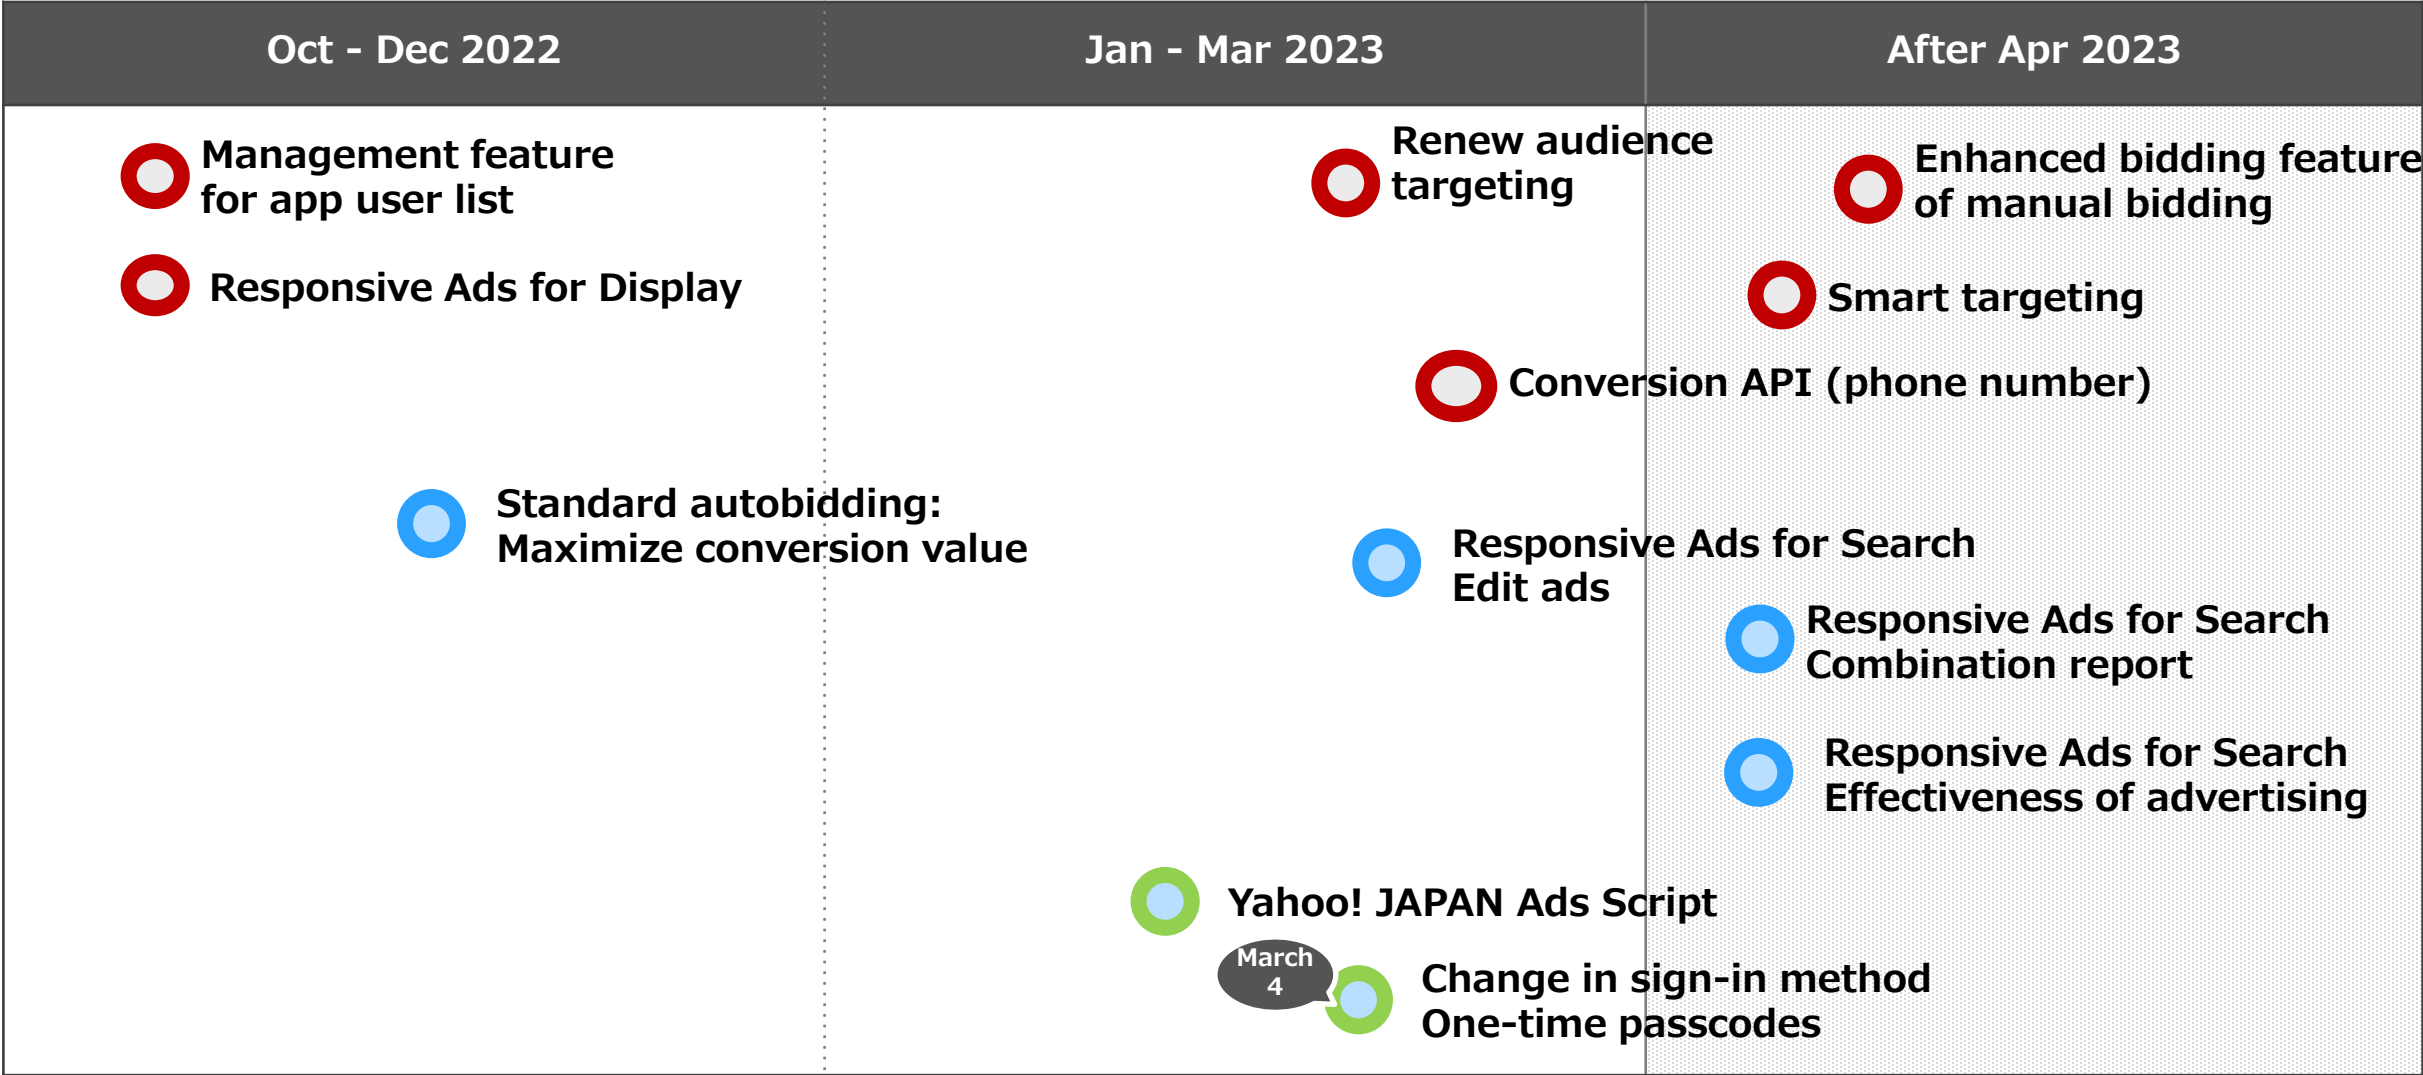 Oct - Dec 2022
Jan - Mar 2023
After Apr 2023
Management feature
for app user list
Responsive Ads for Display
Renew audience
targeting
Enhanced bidding feature
of manual bidding
Smart targeting
Conversion API (phone number)
Standard autobidding:
Maximize conversion value
Responsive Ads for Search
Edit ads
Responsive Ads for Search
Combination report
Responsive Ads for Search
Effectiveness of advertising
Yahoo! JAPAN Ads Script
March
4
Change in sign-in method
One-time passcodes